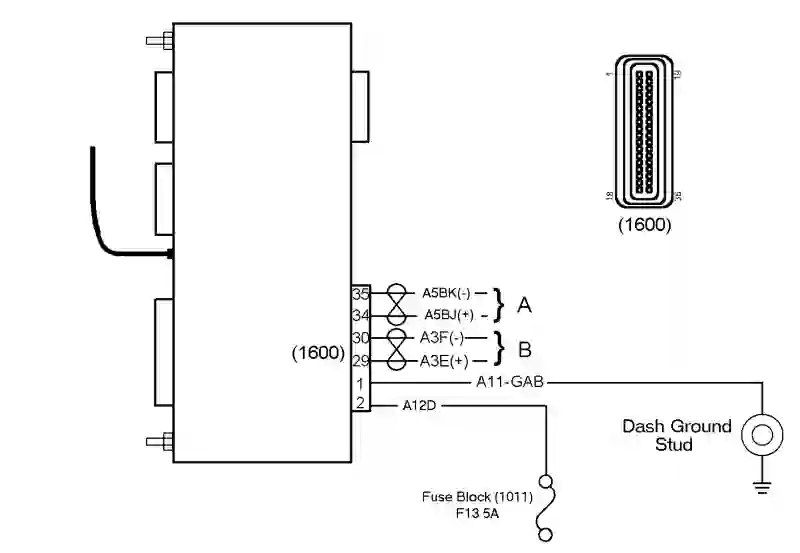 1 19
18 36
(1600)
35 A5BK(-)
34 A5BJ(+) } A
30 A3F(-)
29 A3E(+) } B
(1600)
1 A11-GAB
2 A12D
Dash Ground
Stud
Fuse Block (1011)
F13 5A